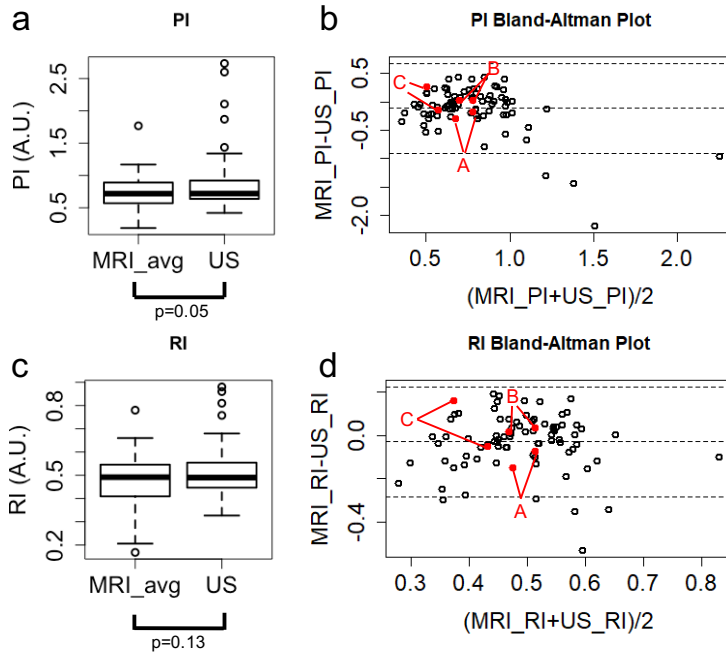 a
PI
PI (A.U.)
2.5
1.5
0.5
MRI_avg US
p=0.05
b
PI Bland-Altman Plot
MRI_PI-US_PI
0.5
-0.5
-2.0
C
B
A
0.5 1.0 1.5 2.0
(MRI_PI+US_PI)/2
c
RI
RI (A.U.)
0.8
0.5
0.2
MRI_avg US
p=0.13
d
RI Bland-Altman Plot
MRI_RI-US_RI
0.0
-0.4
C
B
A
0.3 0.4 0.5 0.6 0.7 0.8
(MRI_RI+US_RI)/2